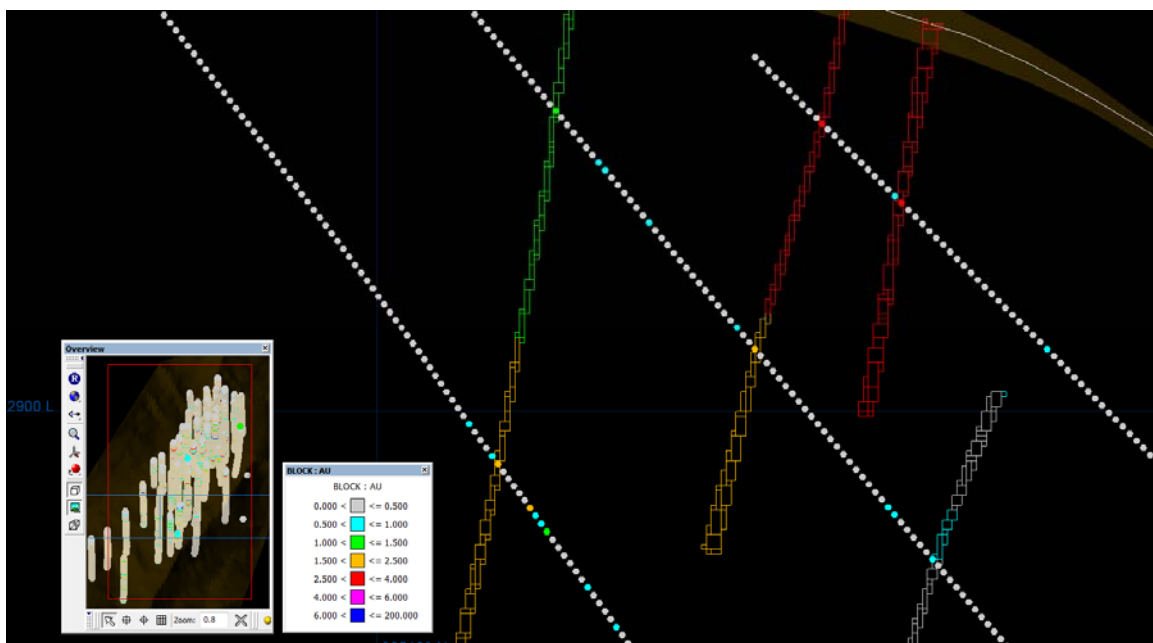 2900 L
Overview
Zoom: 0.8
BLOCK : AU
BLOCK : AU
0.000 < <= 0.500
0.500 < <= 1.000
1.000 < <= 1.500
1.500 < <= 2.500
2.500 < <= 4.000
4.000 < <= 6.000
6.000 < <= 200.000